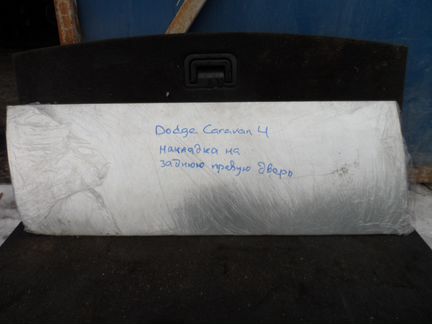 Dodge Caravan 4
накладка на
заднюю правую дверь